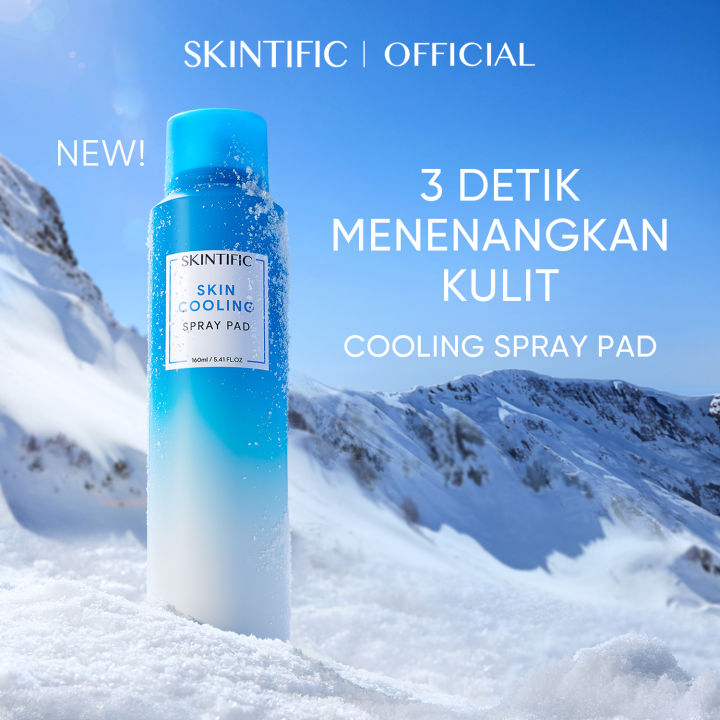 SKINTIFIC | OFFICIAL
NEW!
3 DETIK
MENENANGKAN
KULIT
COOLING SPRAY PAD
SKINTIFIC
SKIN
COOLING
SPRAY PAD
160ml / 5.41 FL.OZ